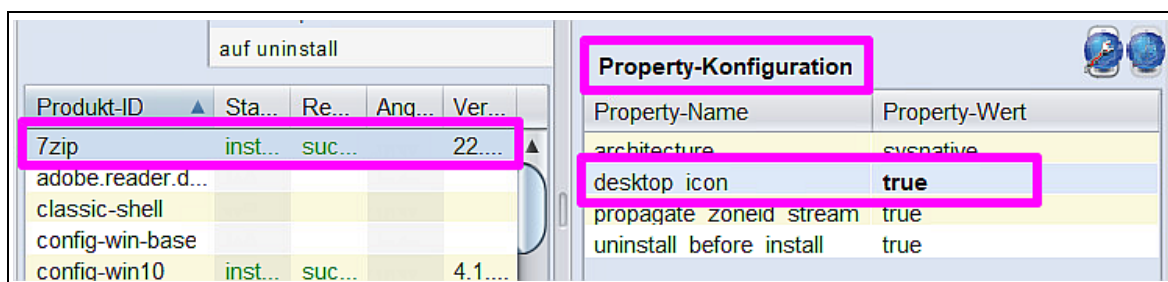 auf uninstall
Produkt-ID Sta... Re... Ang... Ver...
7zip inst... suc... 22....
adobe.reader.d...
classic-shell
config-win-base
config-win10 inst... suc... 4.1....
Property-Konfiguration
Property-Name Property-Wert
architecture sysnative
desktop_icon true
propagate_zoneid_stream true
uninstall_before_install true